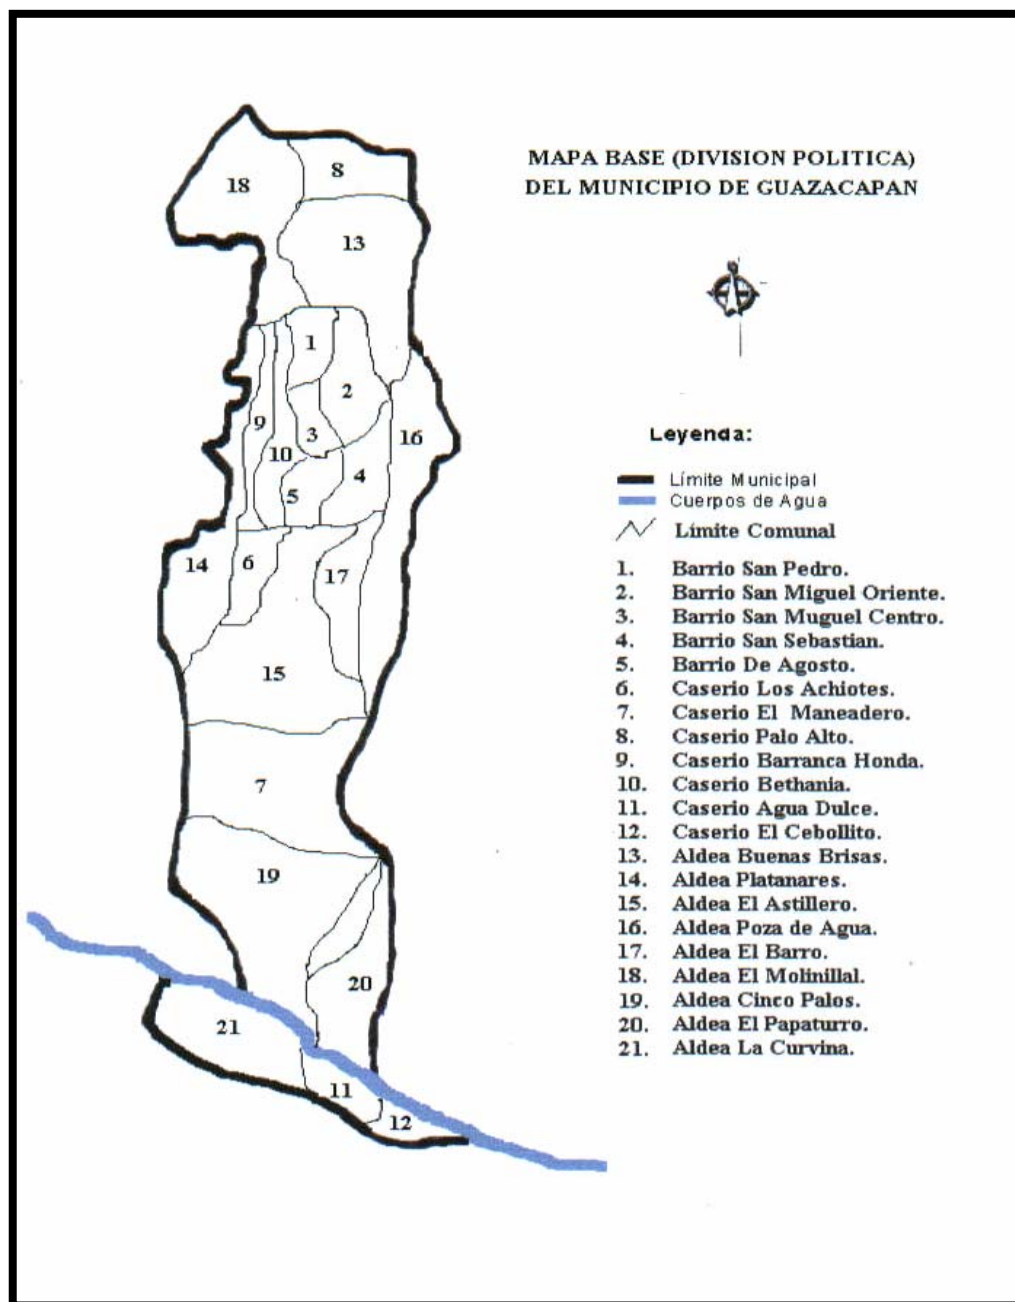 MAPA BASE (DIVISION POLITICA)
DEL MUNICIPIO DE GUAZACAPAN
18
8
13
1
2
9
3
16
10
4
5
14
6
17
15
7
19
20
21
11
12
Leyenda:
Límite Municipal
Cuerpos de Agua
Límite Comunal
1. Barrio San Pedro.
2. Barrio San Miguel Oriente.
3. Barrio San Muguel Centro.
4. Barrio San Sebastian.
5. Barrio De Agosto.
6. Caserio Los Achiotes.
7. Caserio El Maneadero.
8. Caserio Palo Alto.
9. Caserio Barranca Honda.
10. Caserio Bethania.
11. Caserio Agua Dulce.
12. Caserio El Cebollito.
13. Aldea Buenas Brisas.
14. Aldea Platanares.
15. Aldea El Astillero.
16. Aldea Poza de Agua.
17. Aldea El Barro.
18. Aldea El Molinillal.
19. Aldea Cinco Palos.
20. Aldea El Papaturro.
21. Aldea La Curvina.